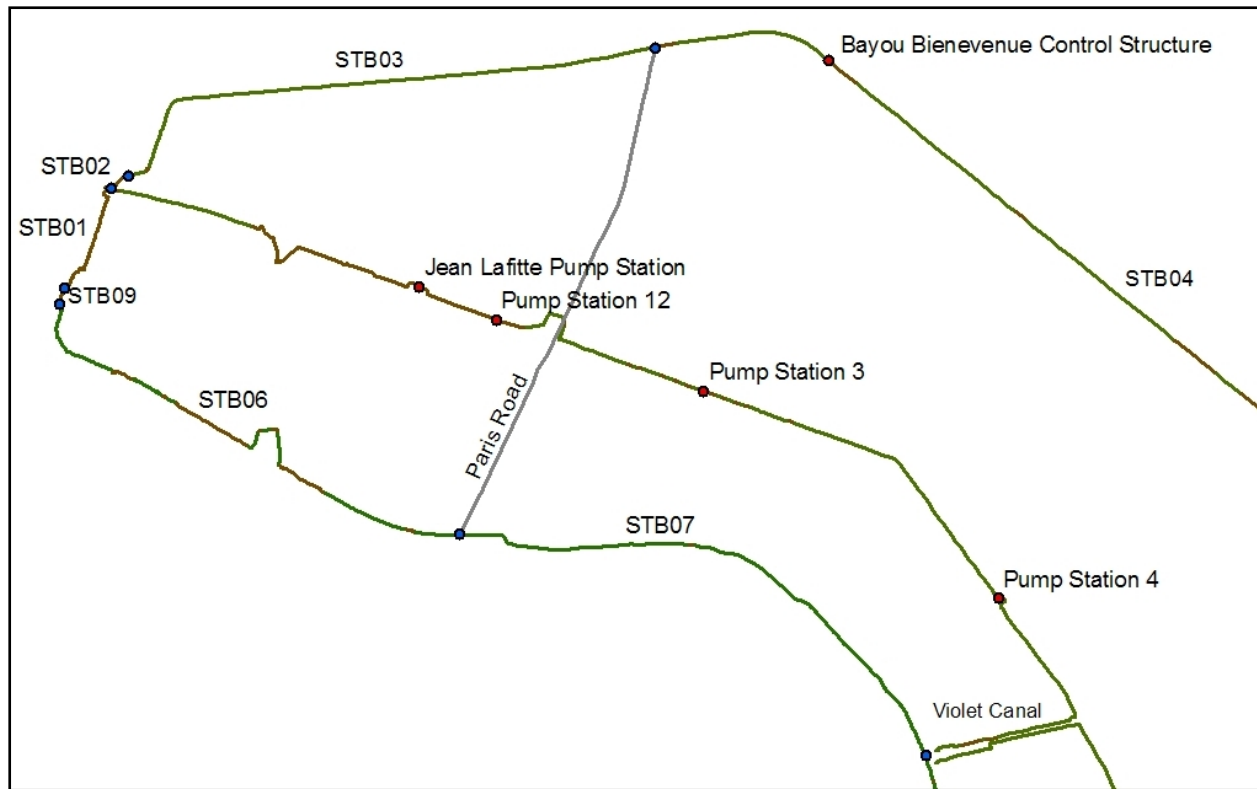 Bayou Bienevenue Control Structure
STB03
STB02
STB01
Jean Lafitte Pump Station
STB04
STB09
Pump Station 12
Pump Station 3
STB06
Paris Road
STB07
Pump Station 4
Violet Canal